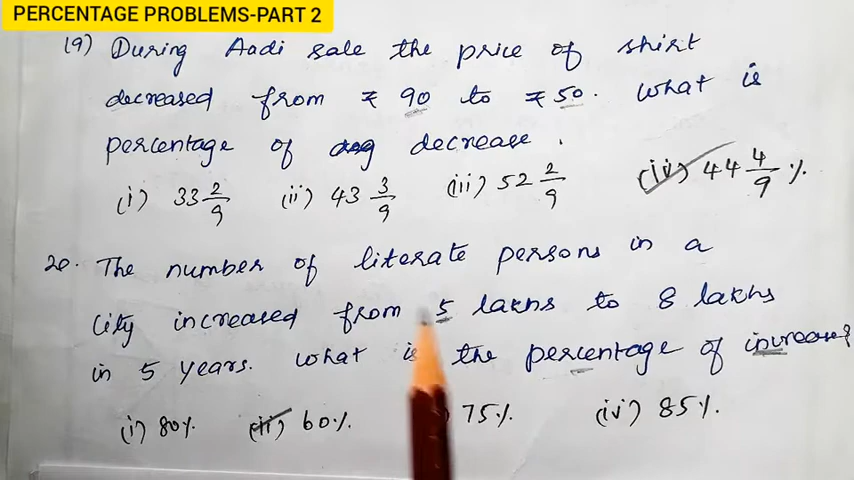 PERCENTAGE PROBLEMS-PART 2
19) During Aadi sale the price of shirt
decreased from ₹ 90 to ₹ 50. What is
percentage of decrease.
(i) 33 2/9 (ii) 43 3/9 (iii) 52 2/9 (iv) 44 4/9 %
20. The number of literate persons in a
City increased from 5 lakhs to 8 lakhs
in 5 years. What is the percentage of increase?
(i) 80% (ii) 60% ) 75% (iv) 85%